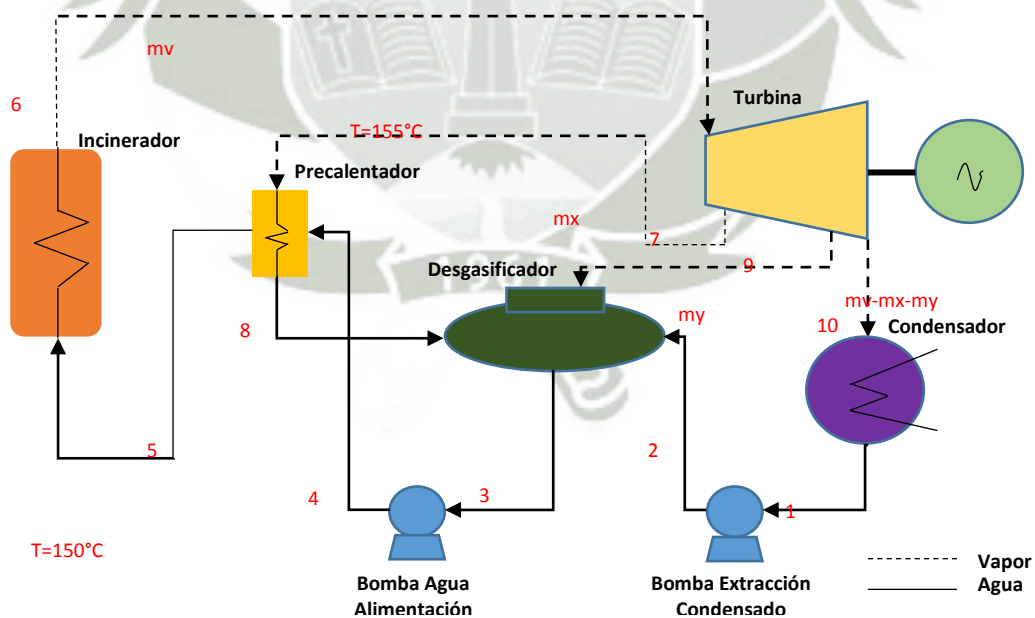 mv
6
Turbina
Incinerador
T=155°C
Precalentador
mx
7
Desgasificador
9
my
mv-mx-my
10
Condensador
8
5
2
4
3
1
T=150°C
Bomba Agua
Alimentación
Bomba Extracción
Condensado
Vapor
Agua